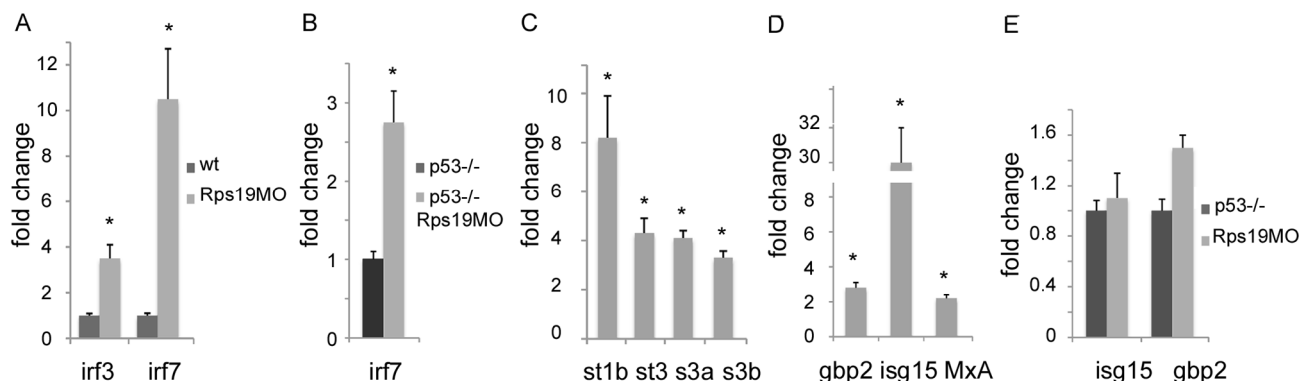 A
fold change
12
10
8
6
4
2
0
*
*
irf3 irf7
wt
Rps19MO
B
fold change
3
2
1
0
*
irf7
p53-/-
p53-/-
Rps19MO
C
fold change
10
8
6
4
2
0
*
*
*
*
st1b st3 s3a s3b
D
fold change
32
30
8
6
4
2
0
*
*
*
gbp2 isg15 MxA
E
fold change
1.6
1.2
0.8
0.4
0
isg15 gbp2
p53-/-
Rps19MO